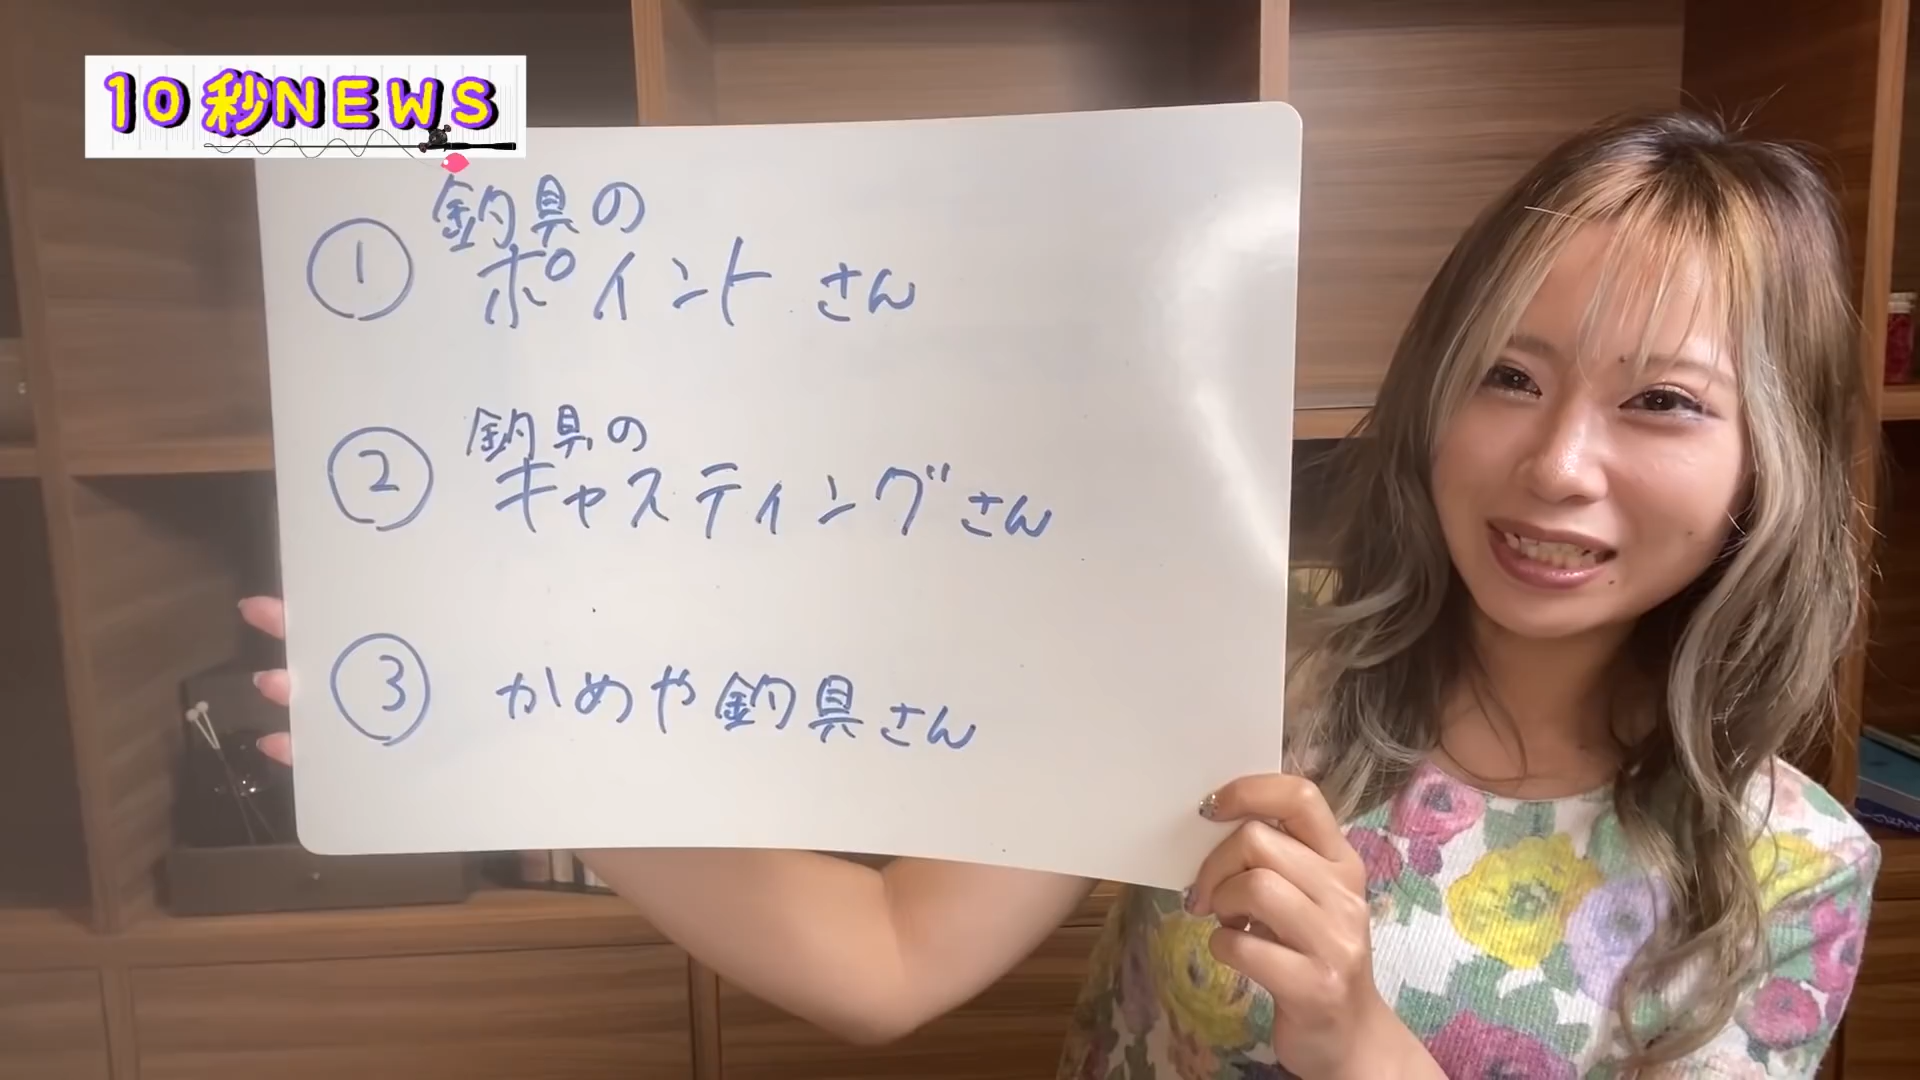 10秒NEWS
① 釣具の
ポイントさん
② 釣具の
キャスティングさん
③ かめや釣具さん